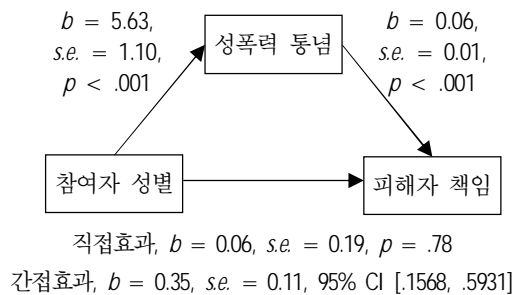 b = 5.63,
s.e. = 1.10,
p < .001
성폭력 통념
b = 0.06,
s.e. = 0.01,
p < .001
참여자 성별
피해자 책임
직접효과, b = 0.06, s.e. = 0.19, p = .78
간접효과, b = 0.35, s.e. = 0.11, 95% CI [.1568, .5931]